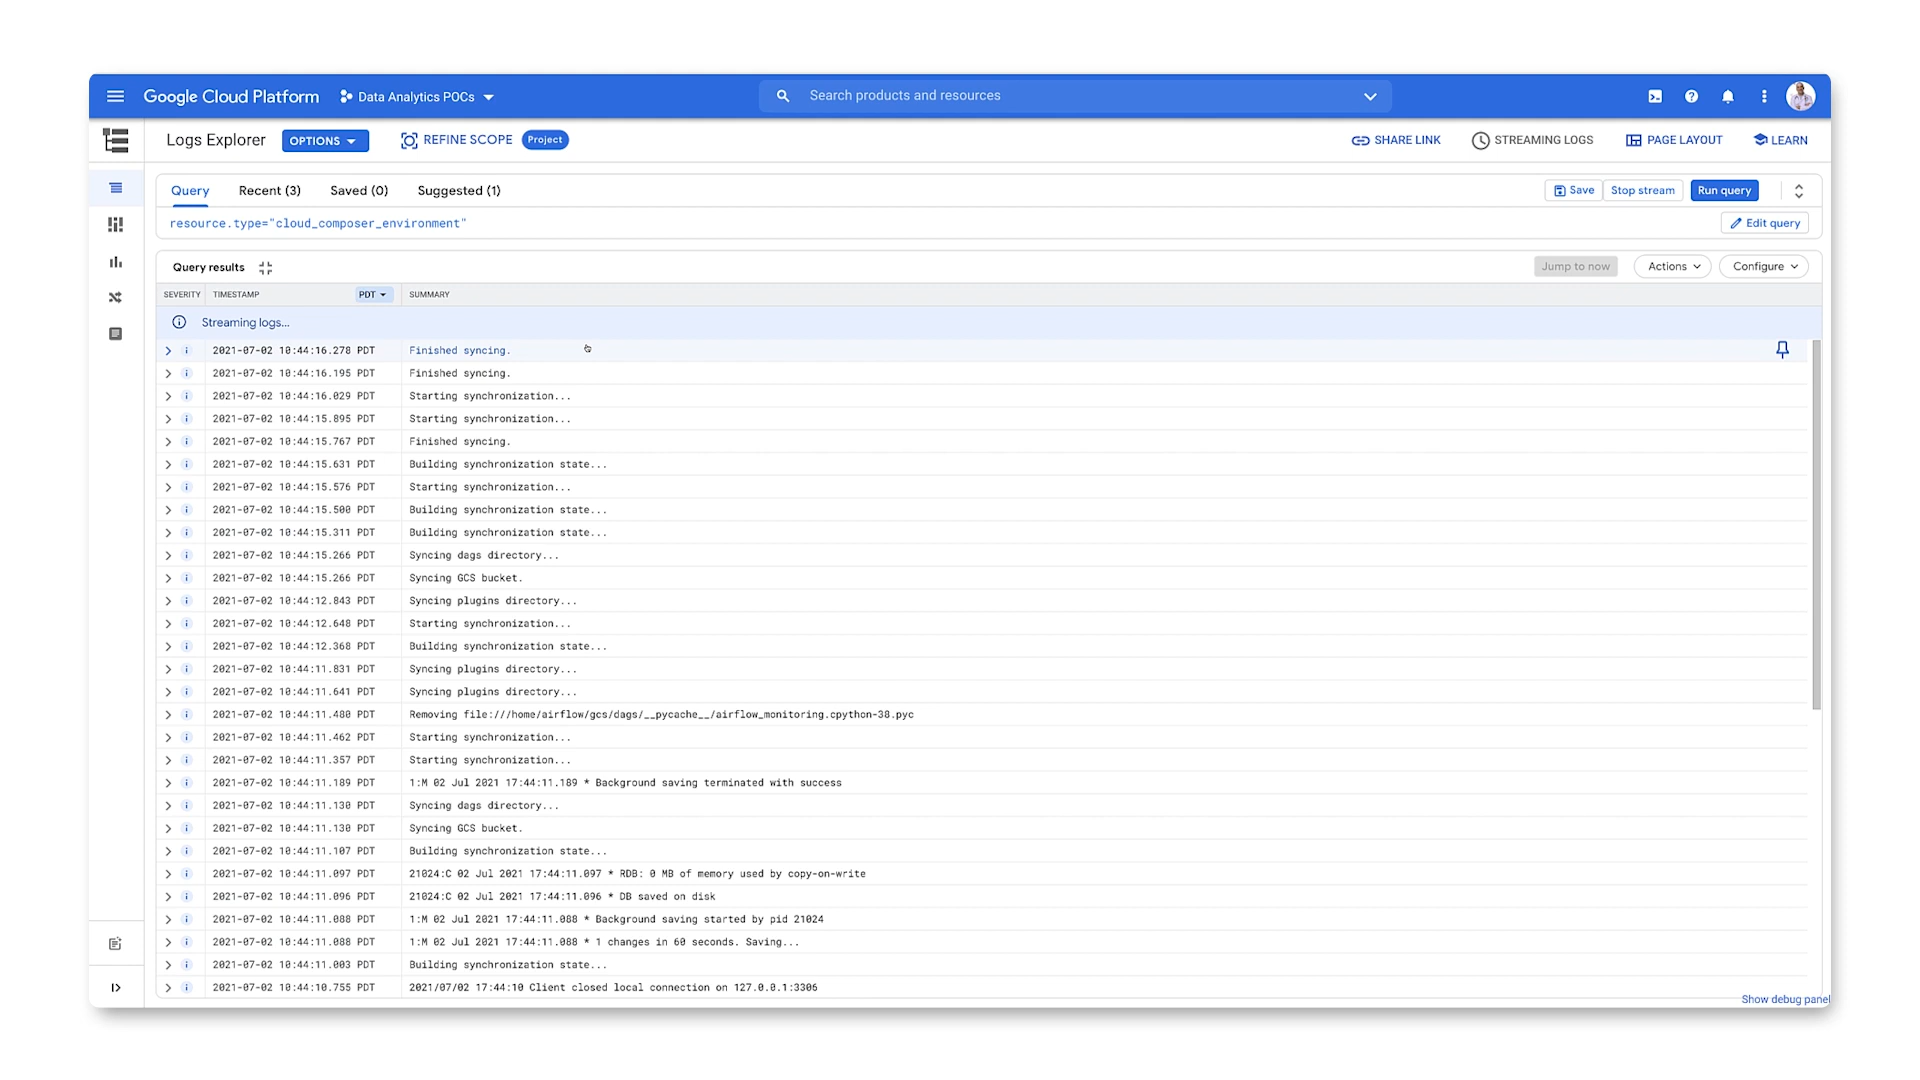 Google Cloud Platform Data Analytics POCs Search products and resources
Logs Explorer OPTIONS REFINE SCOPE Project SHARE LINK STREAMING LOGS PAGE LAYOUT LEARN
Query Recent (3) Saved (0) Suggested (1) Save Stop stream Run query
resource.type="cloud_composer_environment" Edit query
Query results Jump to now Actions Configure
SEVERITY TIMESTAMP PDT SUMMARY
Streaming logs...
2021-07-02 10:44:16.278 PDT Finished syncing.
2021-07-02 10:44:16.195 PDT Finished syncing.
2021-07-02 10:44:16.029 PDT Starting synchronization...
2021-07-02 10:44:15.895 PDT Starting synchronization...
2021-07-02 10:44:15.767 PDT Finished syncing.
2021-07-02 10:44:15.631 PDT Building synchronization state...
2021-07-02 10:44:15.576 PDT Starting synchronization...
2021-07-02 10:44:15.500 PDT Building synchronization state...
2021-07-02 10:44:15.311 PDT Building synchronization state...
2021-07-02 10:44:15.266 PDT Syncing dags directory...
2021-07-02 10:44:15.266 PDT Syncing GCS bucket.
2021-07-02 10:44:12.843 PDT Syncing plugins directory...
2021-07-02 10:44:12.648 PDT Starting synchronization...
2021-07-02 10:44:12.368 PDT Building synchronization state...
2021-07-02 10:44:11.831 PDT Syncing plugins directory...
2021-07-02 10:44:11.641 PDT Syncing plugins directory...
2021-07-02 10:44:11.480 PDT Removing file:///home/airflow/gcs/dags/__pycache__/airflow_monitoring.cpython-38.pyc
2021-07-02 10:44:11.462 PDT Starting synchronization...
2021-07-02 10:44:11.357 PDT Starting synchronization...
2021-07-02 10:44:11.189 PDT 1:M 02 Jul 2021 17:44:11.189 * Background saving terminated with success
2021-07-02 10:44:11.130 PDT Syncing dags directory...
2021-07-02 10:44:11.130 PDT Syncing GCS bucket.
2021-07-02 10:44:11.107 PDT Building synchronization state...
2021-07-02 10:44:11.097 PDT 21024:C 02 Jul 2021 17:44:11.097 * RDB: 0 MB of memory used by copy-on-write
2021-07-02 10:44:11.096 PDT 21024:C 02 Jul 2021 17:44:11.096 * DB saved on disk
2021-07-02 10:44:11.088 PDT 1:M 02 Jul 2021 17:44:11.088 * Background saving started by pid 21024
2021-07-02 10:44:11.088 PDT 1:M 02 Jul 2021 17:44:11.088 * 1 changes in 60 seconds. Saving...
2021-07-02 10:44:11.003 PDT Building synchronization state...
2021-07-02 10:44:10.755 PDT 2021/07/02 17:44:10 Client closed local connection on 127.0.0.1:3306
Show debug panel